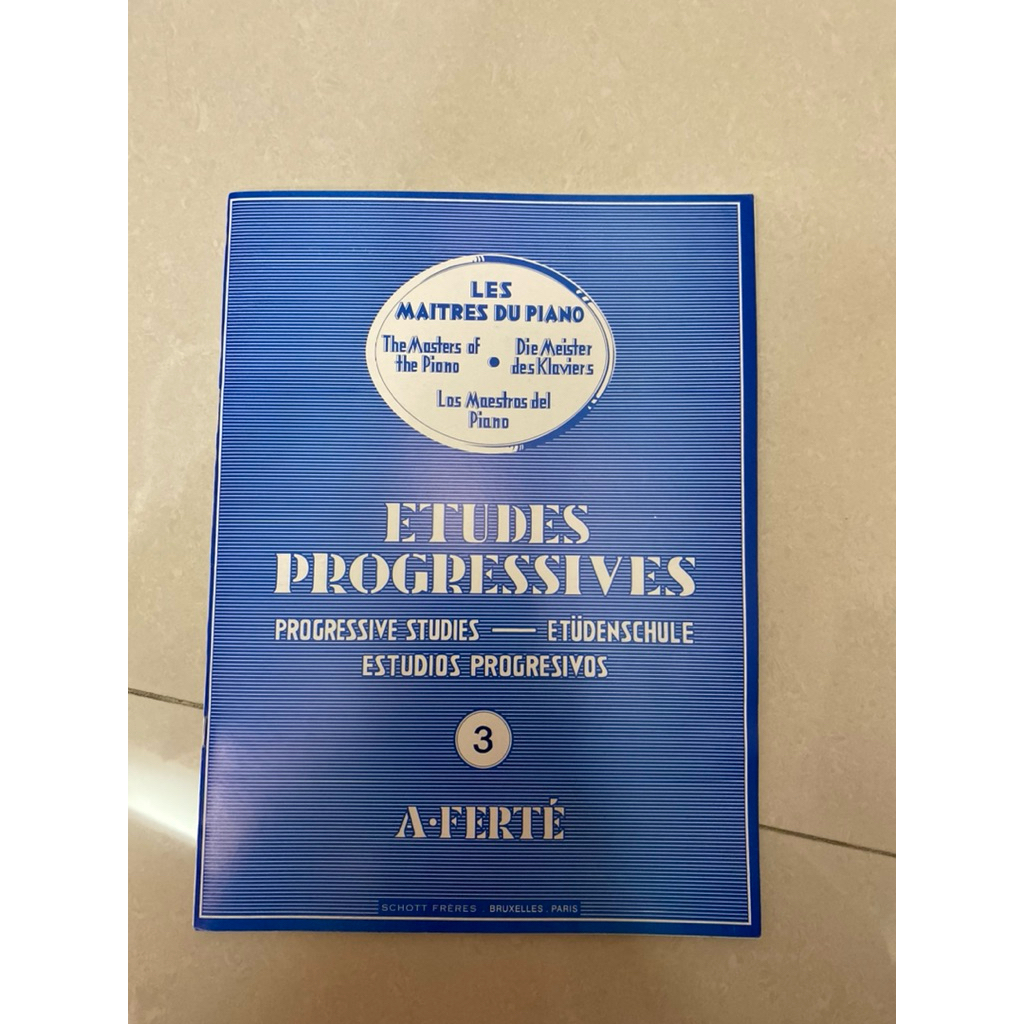 LES
MAITRES DU PIANO
The Masters of
the Piano
•
Die Meister
des Klaviers
Los Maestros del
Piano
ETUDES
PROGRESSIVES
PROGRESSIVE STUDIES — ETÜDENSCHULE
ESTUDIOS PROGRESIVOS
3
A·FERTÉ
SCHOTT FRÈRES . BRUXELLES . PARIS